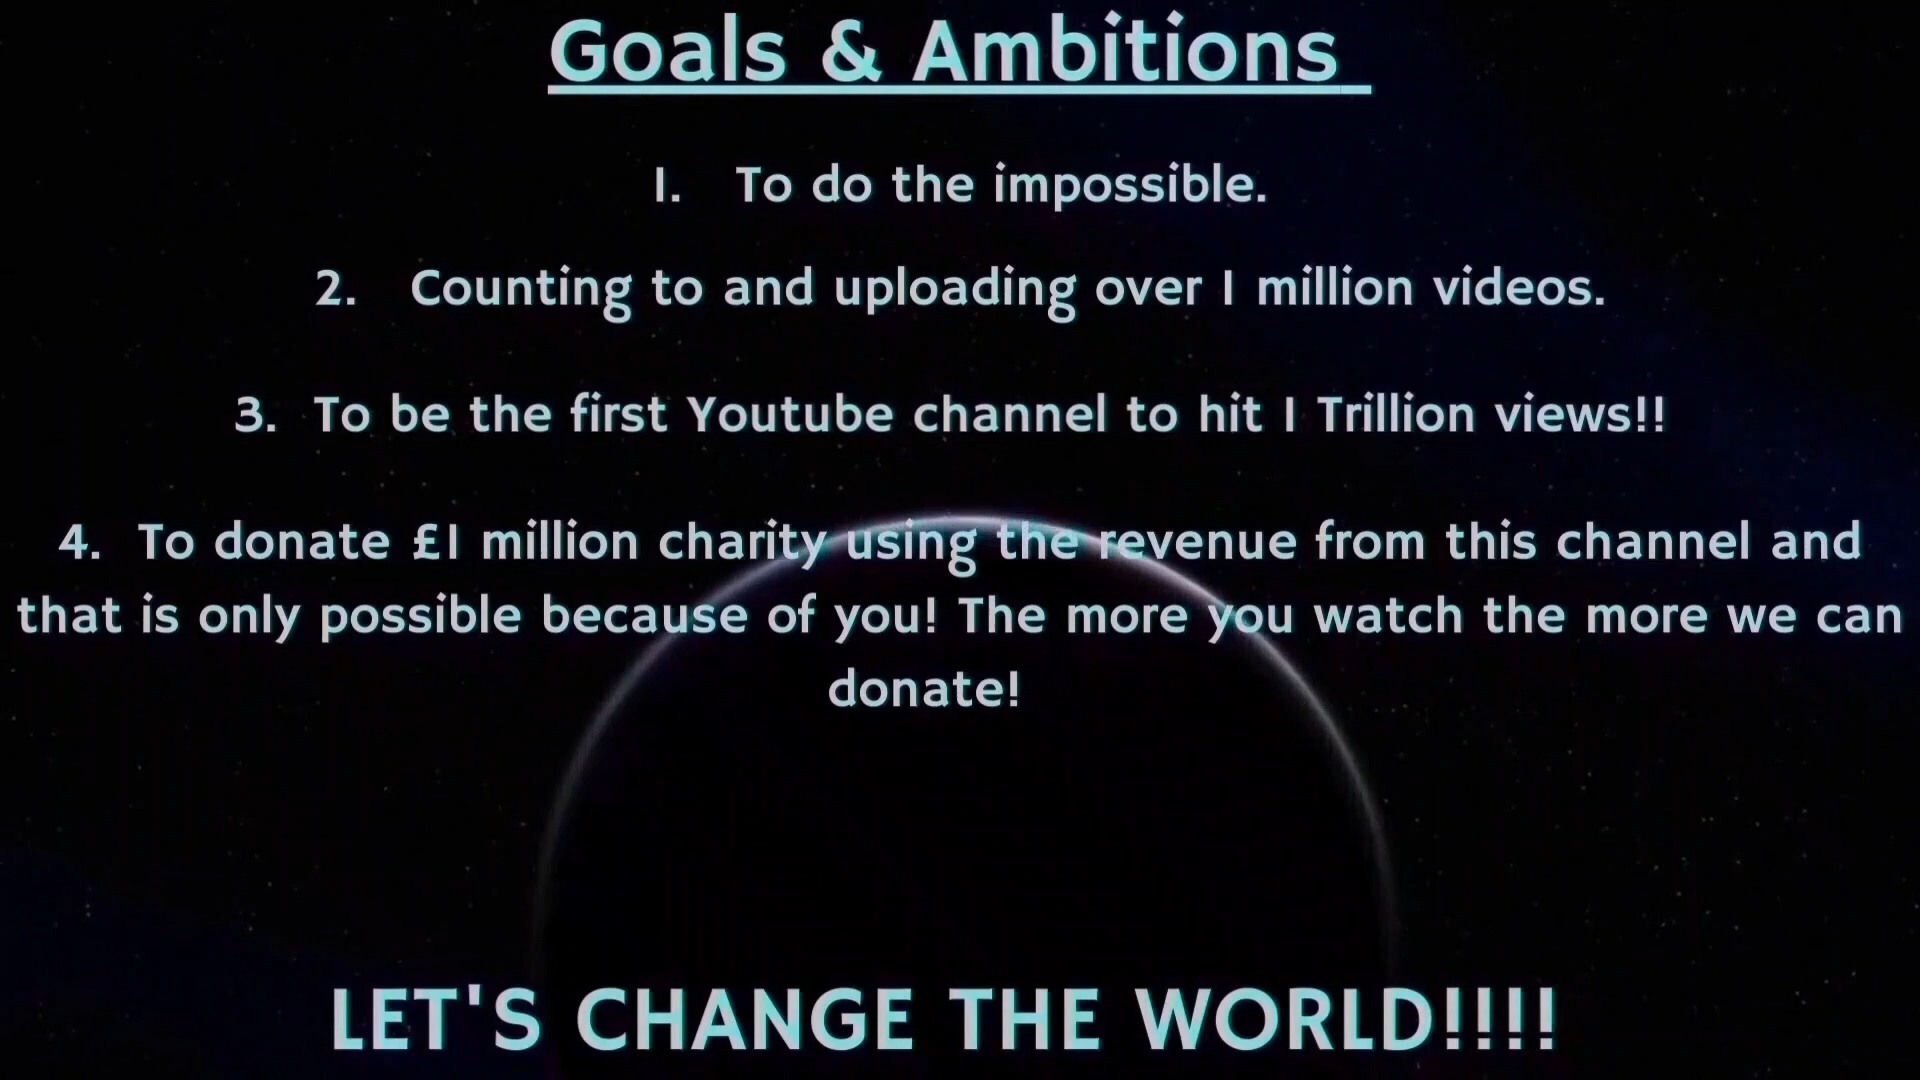 Goals & Ambitions
1. To do the impossible.
2. Counting to and uploading over 1 million videos.
3. To be the first Youtube channel to hit 1 Trillion views!!
4. To donate £1 million charity using the revenue from this channel and
that is only possible because of you! The more you watch the more we can
donate!
LET'S CHANGE THE WORLD!!!!